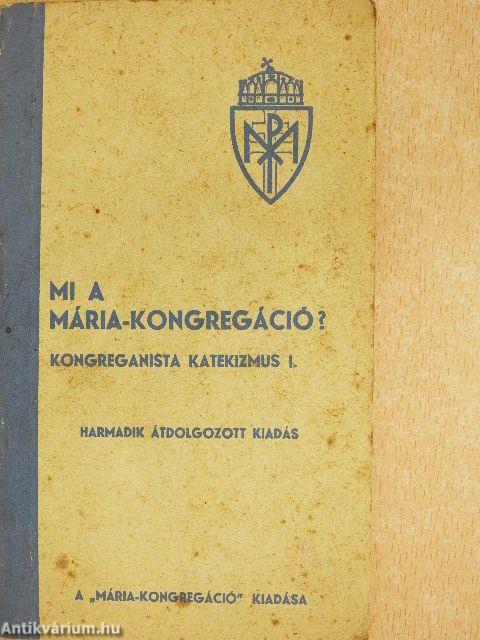 MI A
MÁRIA-KONGREGÁCIÓ?
KONGREGANISTA KATEKIZMUS I.
HARMADIK ÁTDOLGOZOTT KIADÁS
A „MÁRIA-KONGREGÁCIÓ" KIADÁSA
Antikvárium.hu